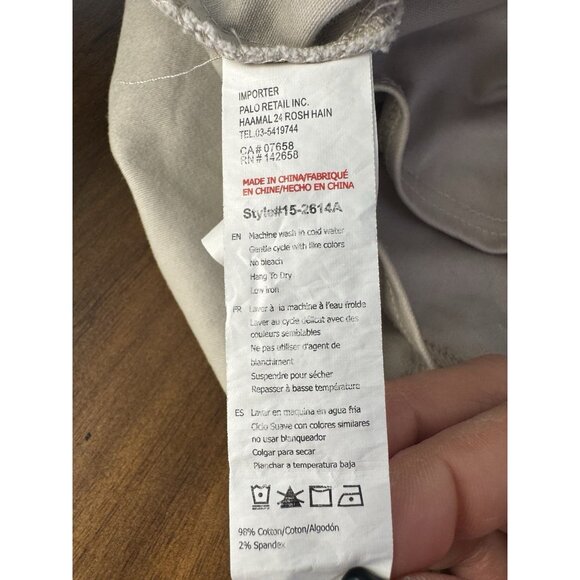 IMPORTER
PALO RETAIL INC.
HAAMAL 24 ROSH HAIN
TEL.03-5419744
CA# 07658
RN# 142658
MADE IN CHINA/FABRIQUÉ
EN CHINE/HECHO EN CHINA
Style#15-2614A
EN Machine wash in cold water
Gentle cycle with like colors
No bleach
Hang To Dry
Low iron
FR Laver à la machine à l'eau froide
Laver au cycle délicat avec des
couleurs semblables
Ne pas utiliser d'agent de
blanchiment
Suspendre pour sécher
Repasser à basse température
ES Lavar en maquina en agua fría
Ciclo Suave con colores similares
no usar blanqueador
Colgar para secar
Planchar a temperatura baja
98% Cotton/Coton/Algodón
2% Spandex